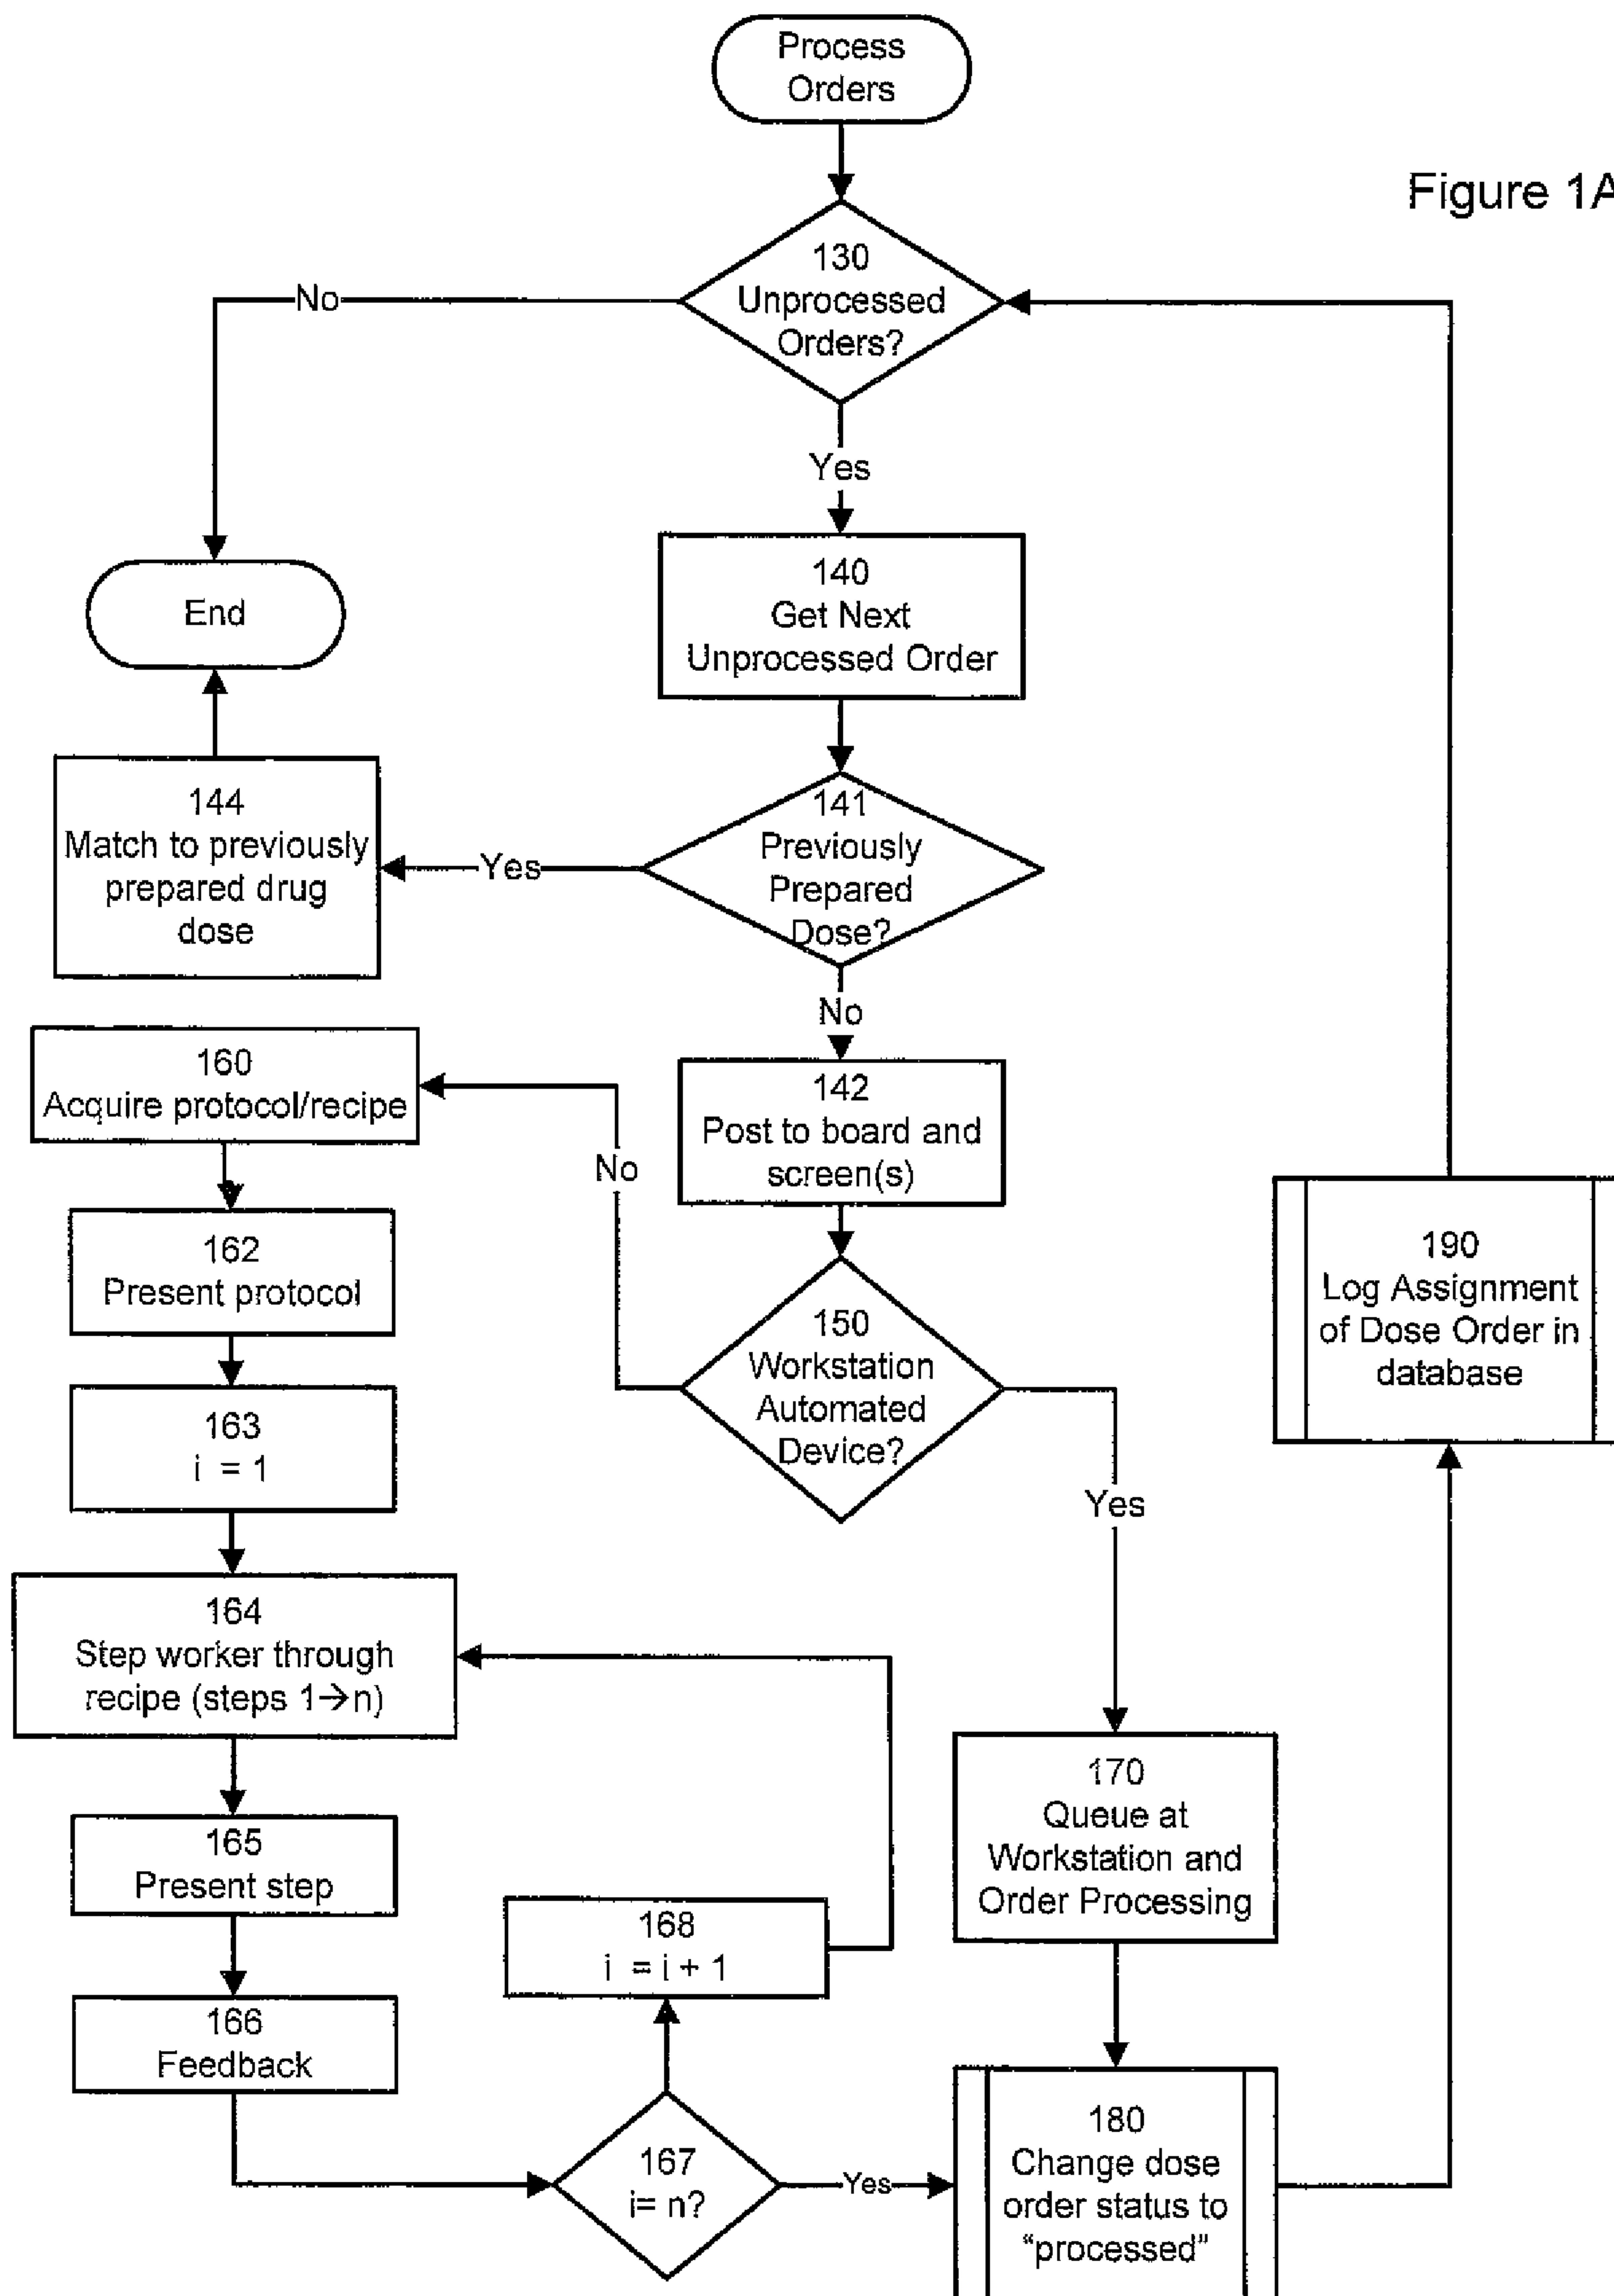 Process
Orders
Figure 1A
130
Unprocessed
Orders?
No
Yes
140
Get Next
Unprocessed Order
End
144
Match to previously
prepared drug
dose
Yes
141
Previously
Prepared
Dose?
No
160
Acquire protocol/recipe
142
Post to board and
screen(s)
No
162
Present protocol
150
Workstation
Automated
Device?
190
Log Assignment
of Dose Order in
database
163
i = 1
Yes
164
Step worker through
recipe (steps 1→n)
170
Queue at
Workstation and
Order Processing
165
Present step
168
i = i + 1
166
Feedback
167
i= n?
Yes
180
Change dose
order status to
“processed”